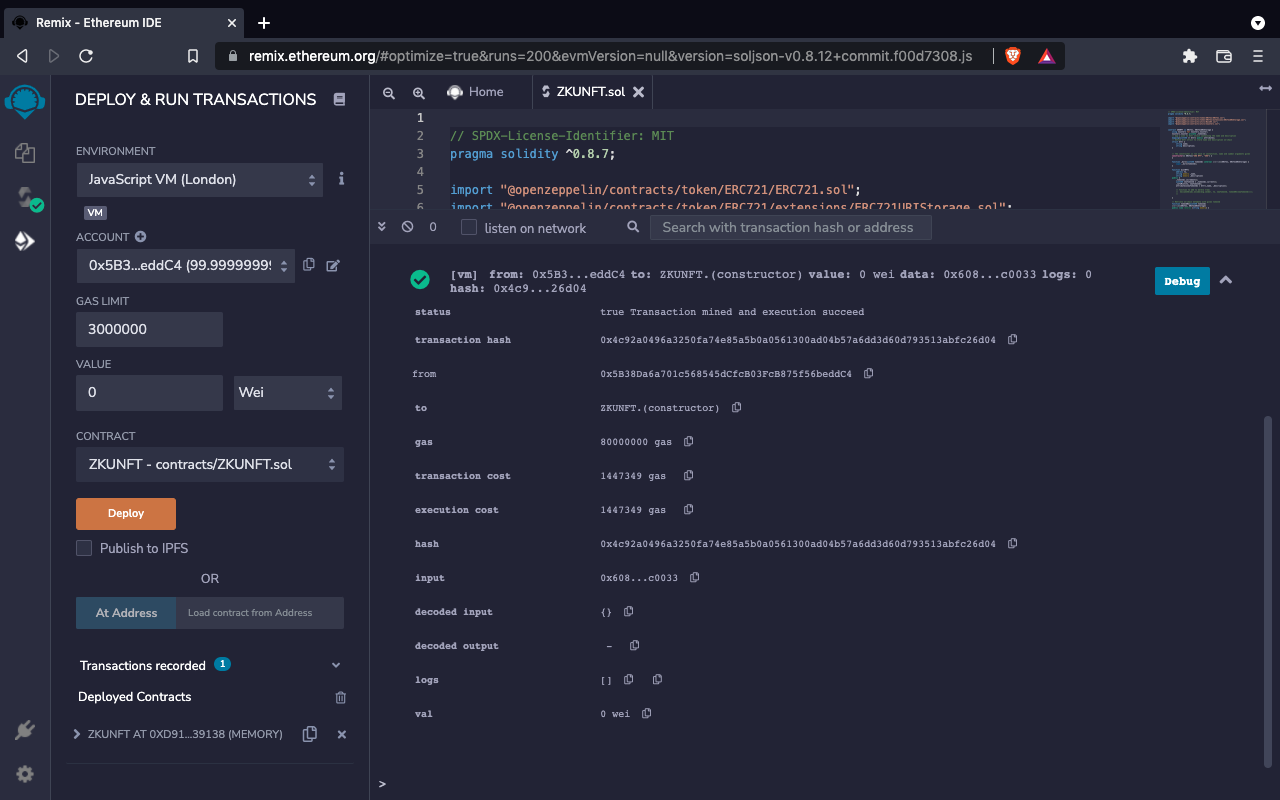 Remix - Ethereum IDE
remix.ethereum.org/#optimize=true&runs=200&evmVersion=null&version=soljson-v0.8.12+commit.f00d7308.js
DEPLOY & RUN TRANSACTIONS
ENVIRONMENT
JavaScript VM (London)
VM
ACCOUNT
0x5B3...eddC4 (99.9999999
GAS LIMIT
3000000
VALUE
0
Wei
CONTRACT
ZKUNFT - contracts/ZKUNFT.sol
Deploy
Publish to IPFS
OR
At Address
Load contract from Address
Transactions recorded 1
Deployed Contracts
ZKUNFT AT 0XD91...39138 (MEMORY)
Home
ZKUNFT.sol
1
2 // SPDX-License-Identifier: MIT
3 pragma solidity ^0.8.7;
4
5 import "@openzeppelin/contracts/token/ERC721/ERC721.sol";
6 import "@openzeppelin/contracts/token/ERC721/extensions/ERC721URIStorage.sol";
0
listen on network
Search with transaction hash or address
[vm] from: 0x5B3...eddC4 to: ZKUNFT.(constructor) value: 0 wei data: 0x608...c0033 logs: 0
hash: 0x4c9...26d04
Debug
status true Transaction mined and execution succeed
transaction hash 0x4c92a0496a3250fa74e85a5b0a0561300ad04b57a6dd3d60d793513abfc26d04
from 0x5B38Da6a701c568545dCfcB03FcB875f56beddC4
to ZKUNFT.(constructor)
gas 80000000 gas
transaction cost 1447349 gas
execution cost 1447349 gas
hash 0x4c92a0496a3250fa74e85a5b0a0561300ad04b57a6dd3d60d793513abfc26d04
input 0x608...c0033
decoded input {}
decoded output -
logs []
val 0 wei
>